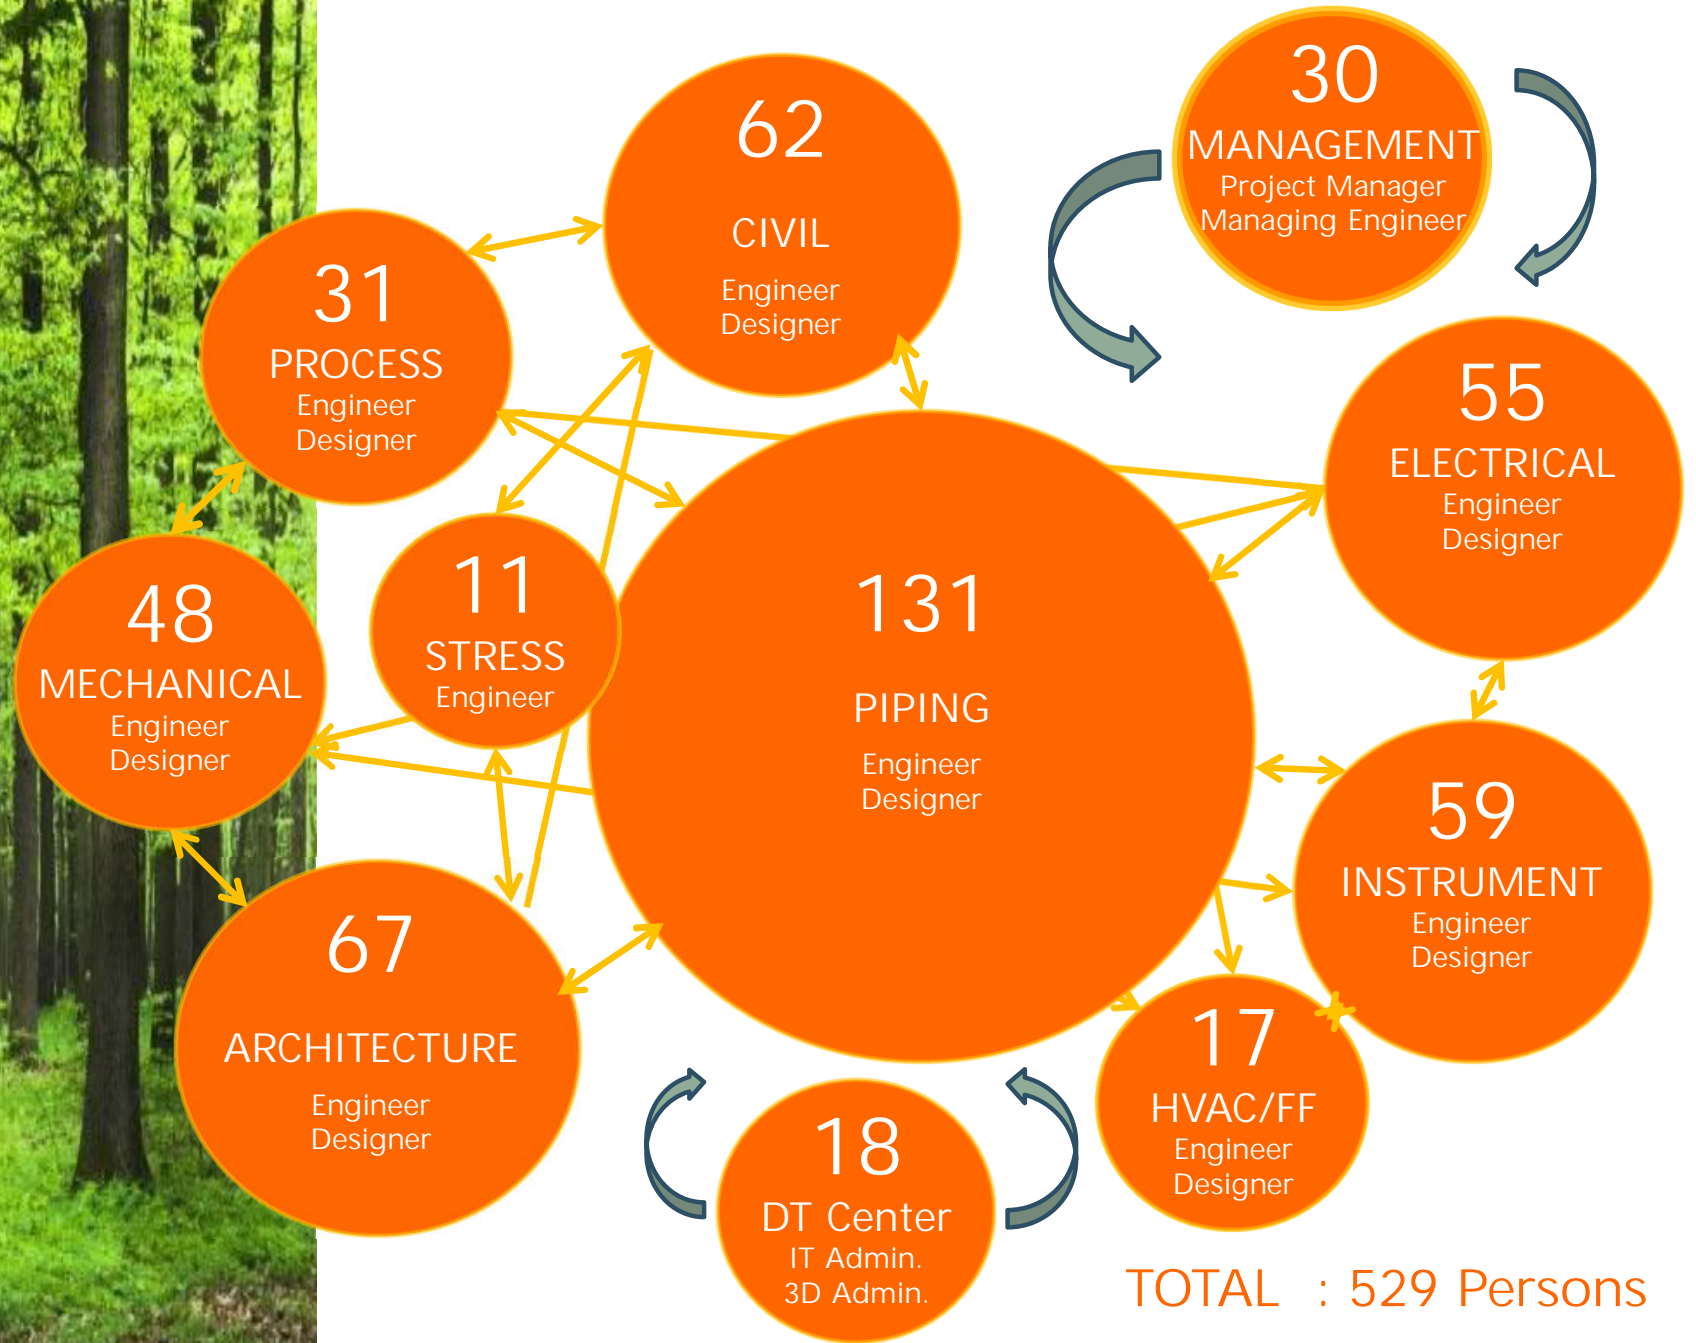 30
MANAGEMENT
Project Manager
Managing Engineer
62
CIVIL
Engineer
Designer
31
PROCESS
Engineer
Designer
55
ELECTRICAL
Engineer
Designer
11
STRESS
Engineer
131
PIPING
Engineer
Designer
48
MECHANICAL
Engineer
Designer
59
INSTRUMENT
Engineer
Designer
67
ARCHITECTURE
Engineer
Designer
17
HVAC/FF
Engineer
Designer
18
DT Center
IT Admin.
3D Admin.
TOTAL : 529 Persons